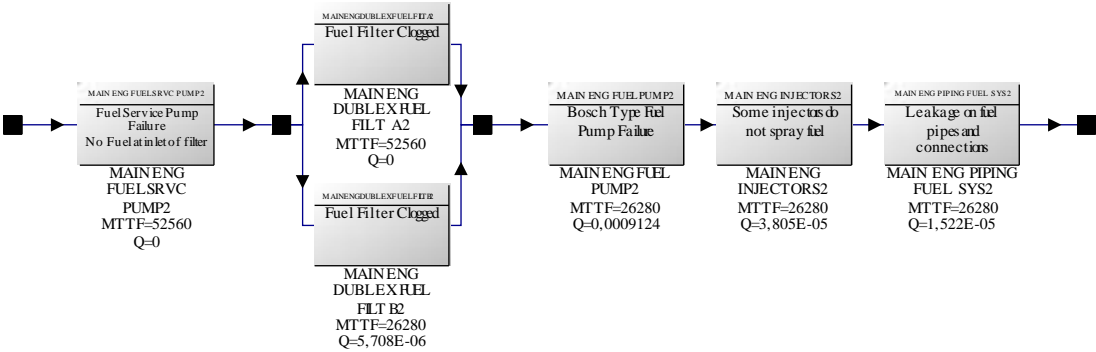 MAIN ENG FUELSRVC PUMP2
Fuel Service Pump
Failure
No Fuel at inlet of filter
MAIN ENG
FUELSRVC
PUMP2
MTTF=52560
Q=0
MAINENGDUBLEXFUELFILTA2
Fuel Filter Clogged
MAIN ENG
DUBLEX FUEL
FILT A2
MTTF=52560
Q=0
MAINENGDUBLEXFUELFILTB2
Fuel Filter Clogged
MAIN ENG
DUBLEX FUEL
FILT B2
MTTF=26280
Q=5,708E-06
MAIN ENG FUEL PUMP2
Bosch Type Fuel
Pump Failure
MAIN ENG FUEL
PUMP2
MTTF=26280
Q=0,0009124
MAIN ENG INJECTORS2
Some injectors do
not spray fuel
MAIN ENG
INJECTORS2
MTTF=26280
Q=3,805E-05
MAIN ENG PIPING FUEL SYS2
Leakage on fuel
pipes and
connections
MAIN ENG PIPING
FUEL SYS2
MTTF=26280
Q=1,522E-05